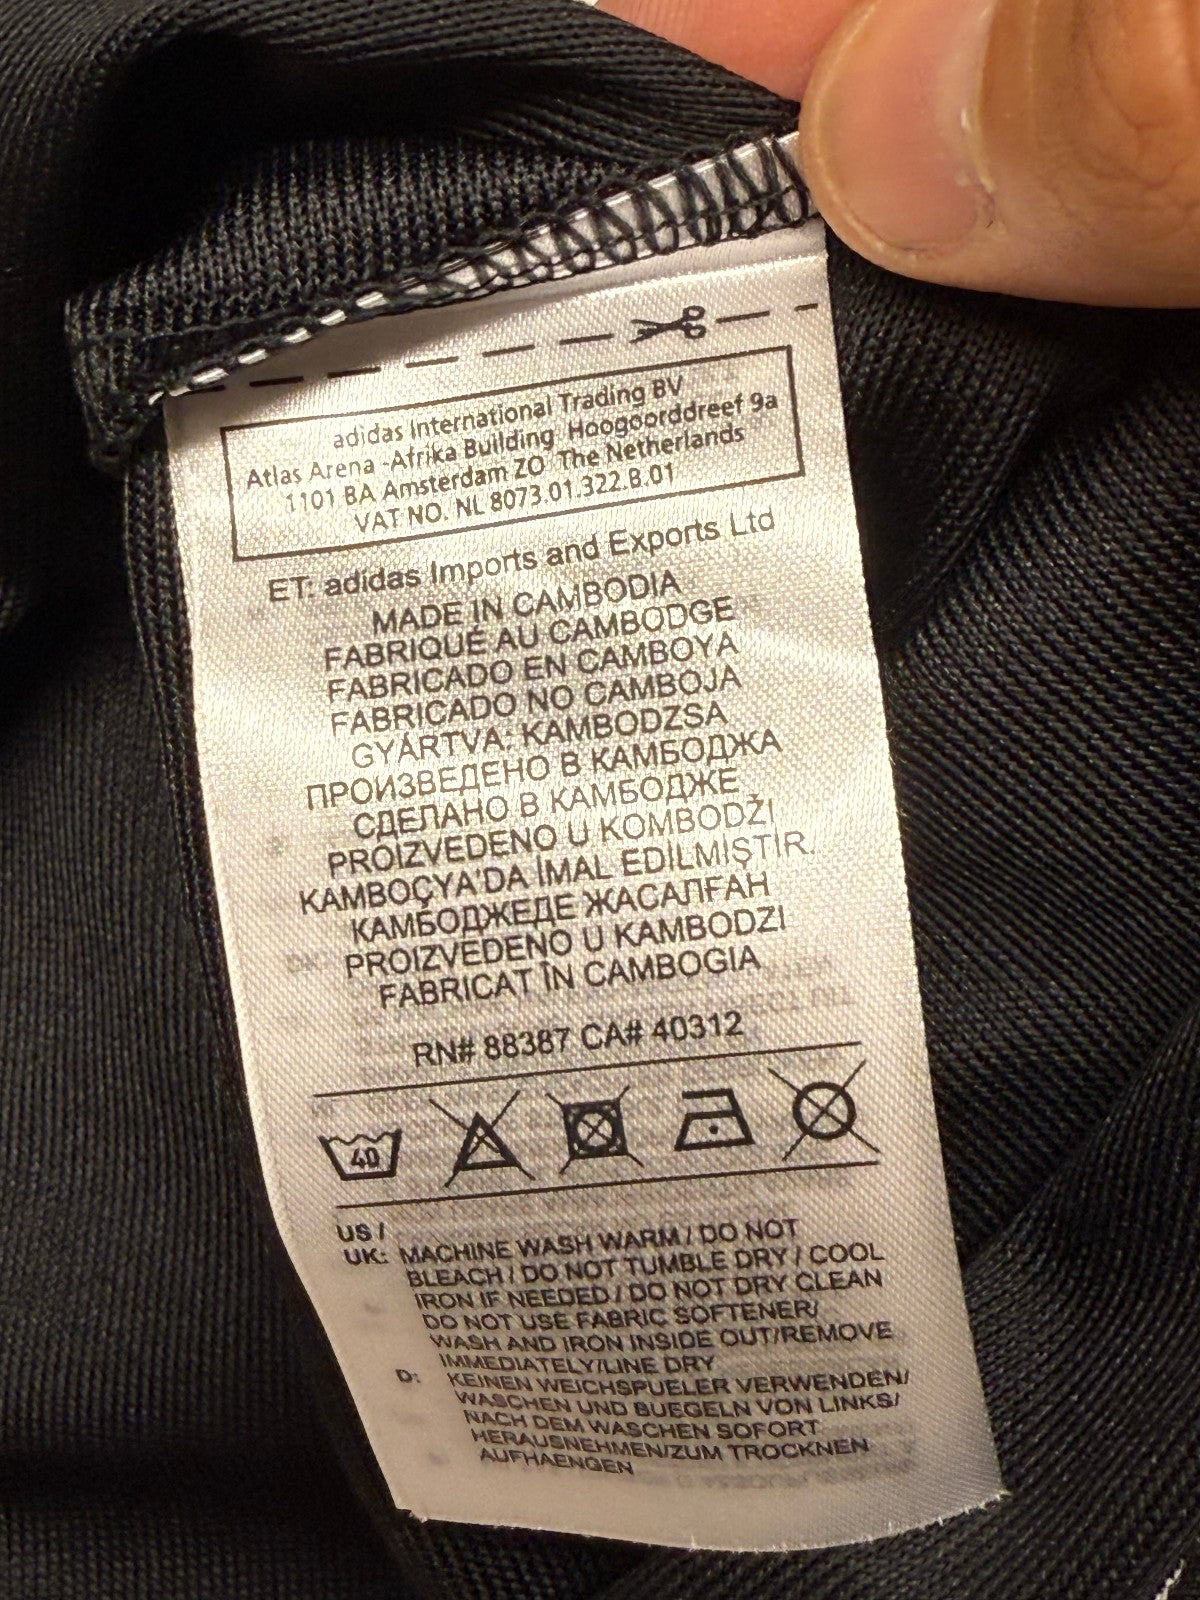 adidas International Trading BV
Atlas Arena -Afrika Building Hoogoorddreef 9a
1101 BA Amsterdam ZO The Netherlands
VAT NO. NL 8073.01.322.B.01
ET: adidas Imports and Exports Ltd
MADE IN CAMBODIA
FABRIQUÉ AU CAMBODGE
FABRICADO EN CAMBOYA
FABRICADO NO CAMBOJA
GYÁRTVA: KAMBODZSA
ПРОИЗВЕДЕНО В КАМБОДЖА
СДЕЛАНО В КАМБОДЖЕ
PROIZVEDENO U KOMBODŽI
KAMBOÇYA'DA İMAL EDİLMİŞTİR.
КАМБОДЖЕДЕ ЖАСАЛҒАН
PROIZVEDENO U KAMBODZI
FABRICAT ÎN CAMBOGIA
RN# 88387 CA# 40312
40
US /
UK: MACHINE WASH WARM / DO NOT
BLEACH / DO NOT TUMBLE DRY / COOL
IRON IF NEEDED / DO NOT DRY CLEAN
DO NOT USE FABRIC SOFTENER/
WASH AND IRON INSIDE OUT/REMOVE
IMMEDIATELY/LINE DRY
D: KEINEN WEICHSPUELER VERWENDEN/
WASCHEN UND BUEGELN VON LINKS/
NACH DEM WASCHEN SOFORT
HERAUSNEHMEN/ZUM TROCKNEN
AUFHAENGEN